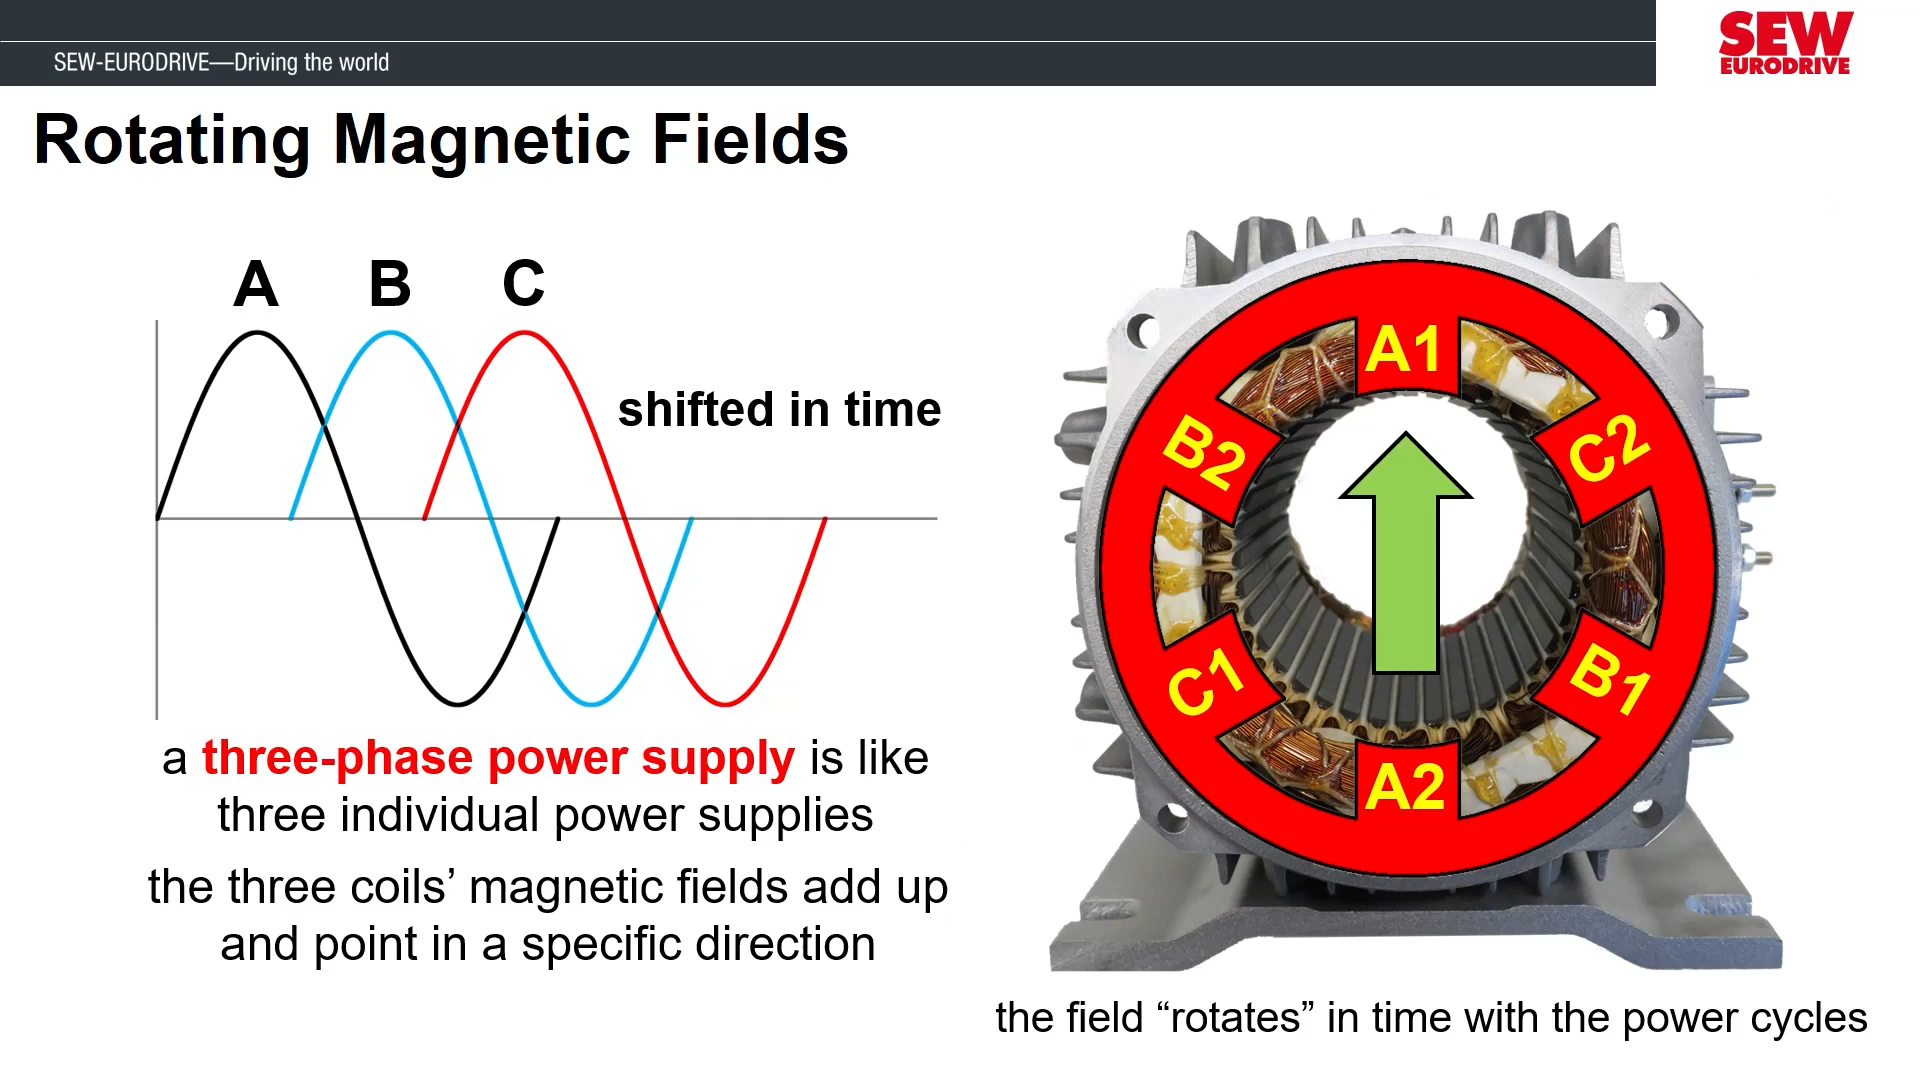 SEW-EURODRIVE—Driving the world
SEW
EURODRIVE
Rotating Magnetic Fields
A B C
shifted in time
a three-phase power supply is like
three individual power supplies
the three coils’ magnetic fields add up
and point in a specific direction
A1
B2
C2
C1
B1
A2
the field “rotates” in time with the power cycles